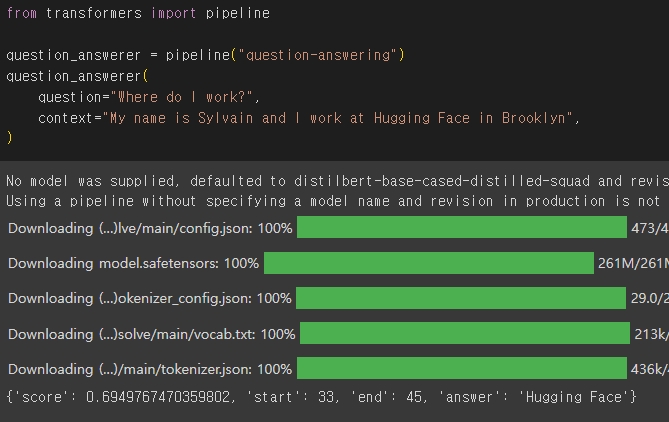 from transformers import pipeline
question_answerer = pipeline("question-answering")
question_answerer(
question="Where do I work?",
context="My name is Sylvain and I work at Hugging Face in Brooklyn",
)
No model was supplied, defaulted to distilbert-base-cased-distilled-squad and revis
Using a pipeline without specifying a model name and revision in production is not
Downloading (...)lve/main/config.json: 100% 473/4
Downloading model.safetensors: 100% 261M/261M
Downloading (...)okenizer_config.json: 100% 29.0/2
Downloading (...)solve/main/vocab.txt: 100% 213k/
Downloading (...)/main/tokenizer.json: 100% 436k/4
{'score': 0.6949767470359802, 'start': 33, 'end': 45, 'answer': 'Hugging Face'}